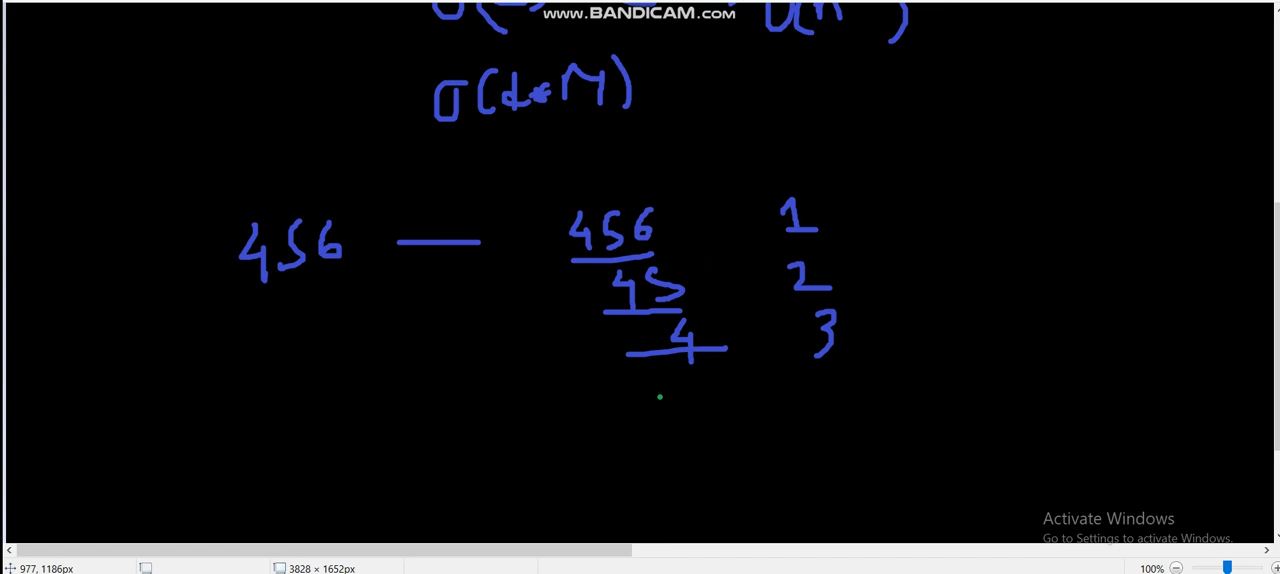 www.BANDICAM.com
O(d*M)
456 — 456 1
45 2
4 3
Activate Windows
Go to Settings to activate Windows.
977, 1186px 3828 × 1652px 100%